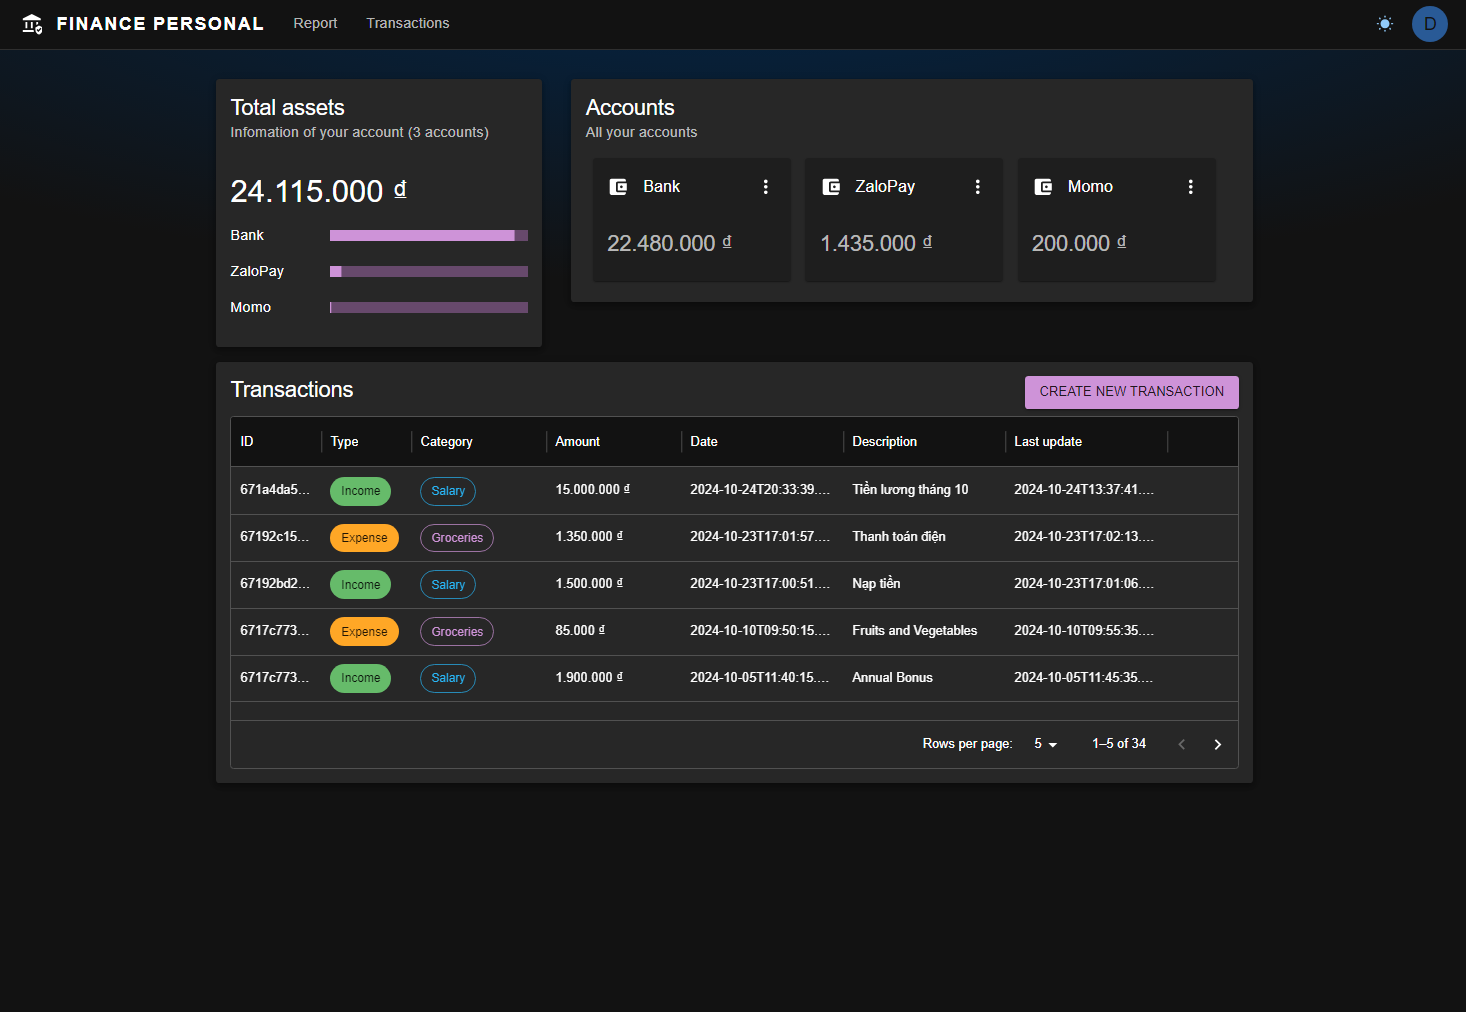 FINANCE PERSONAL Report Transactions D
Total assets
Infomation of your account (3 accounts)
24.115.000 ₫
Bank
ZaloPay
Momo
Accounts
All your accounts
Bank
22.480.000 ₫
ZaloPay
1.435.000 ₫
Momo
200.000 ₫
Transactions
CREATE NEW TRANSACTION
ID Type Category Amount Date Description Last update
671a4da5... Income Salary 15.000.000 ₫ 2024-10-24T20:33:39.... Tiền lương tháng 10 2024-10-24T13:37:41....
67192c15... Expense Groceries 1.350.000 ₫ 2024-10-23T17:01:57.... Thanh toán điện 2024-10-23T17:02:13....
67192bd2... Income Salary 1.500.000 ₫ 2024-10-23T17:00:51.... Nạp tiền 2024-10-23T17:01:06....
6717c773... Expense Groceries 85.000 ₫ 2024-10-10T09:50:15.... Fruits and Vegetables 2024-10-10T09:55:35....
6717c773... Income Salary 1.900.000 ₫ 2024-10-05T11:40:15.... Annual Bonus 2024-10-05T11:45:35....
Rows per page: 5 1–5 of 34